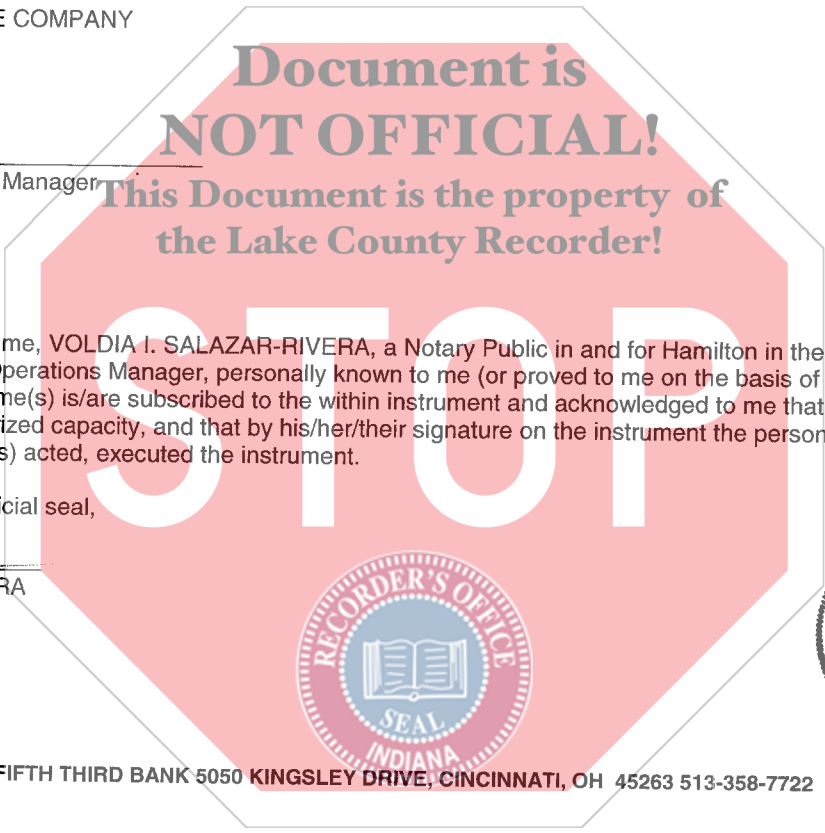 E COMPANY
Document is
NOT OFFICIAL!
Manager
This Document is the property of
the Lake County Recorder!
STOP
me, VOLDIA I. SALAZAR-RIVERA, a Notary Public in and for Hamilton in the
perations Manager, personally known to me (or proved to me on the basis of
me(s) is/are subscribed to the within instrument and acknowledged to me that
ized capacity, and that by his/her/their signature on the instrument the person
s) acted, executed the instrument.
icial seal,
RA
RECORDER'S OFFICE
SEAL
INDIANA
FIFTH THIRD BANK 5050 KINGSLEY DRIVE, CINCINNATI, OH 45263 513-358-7722